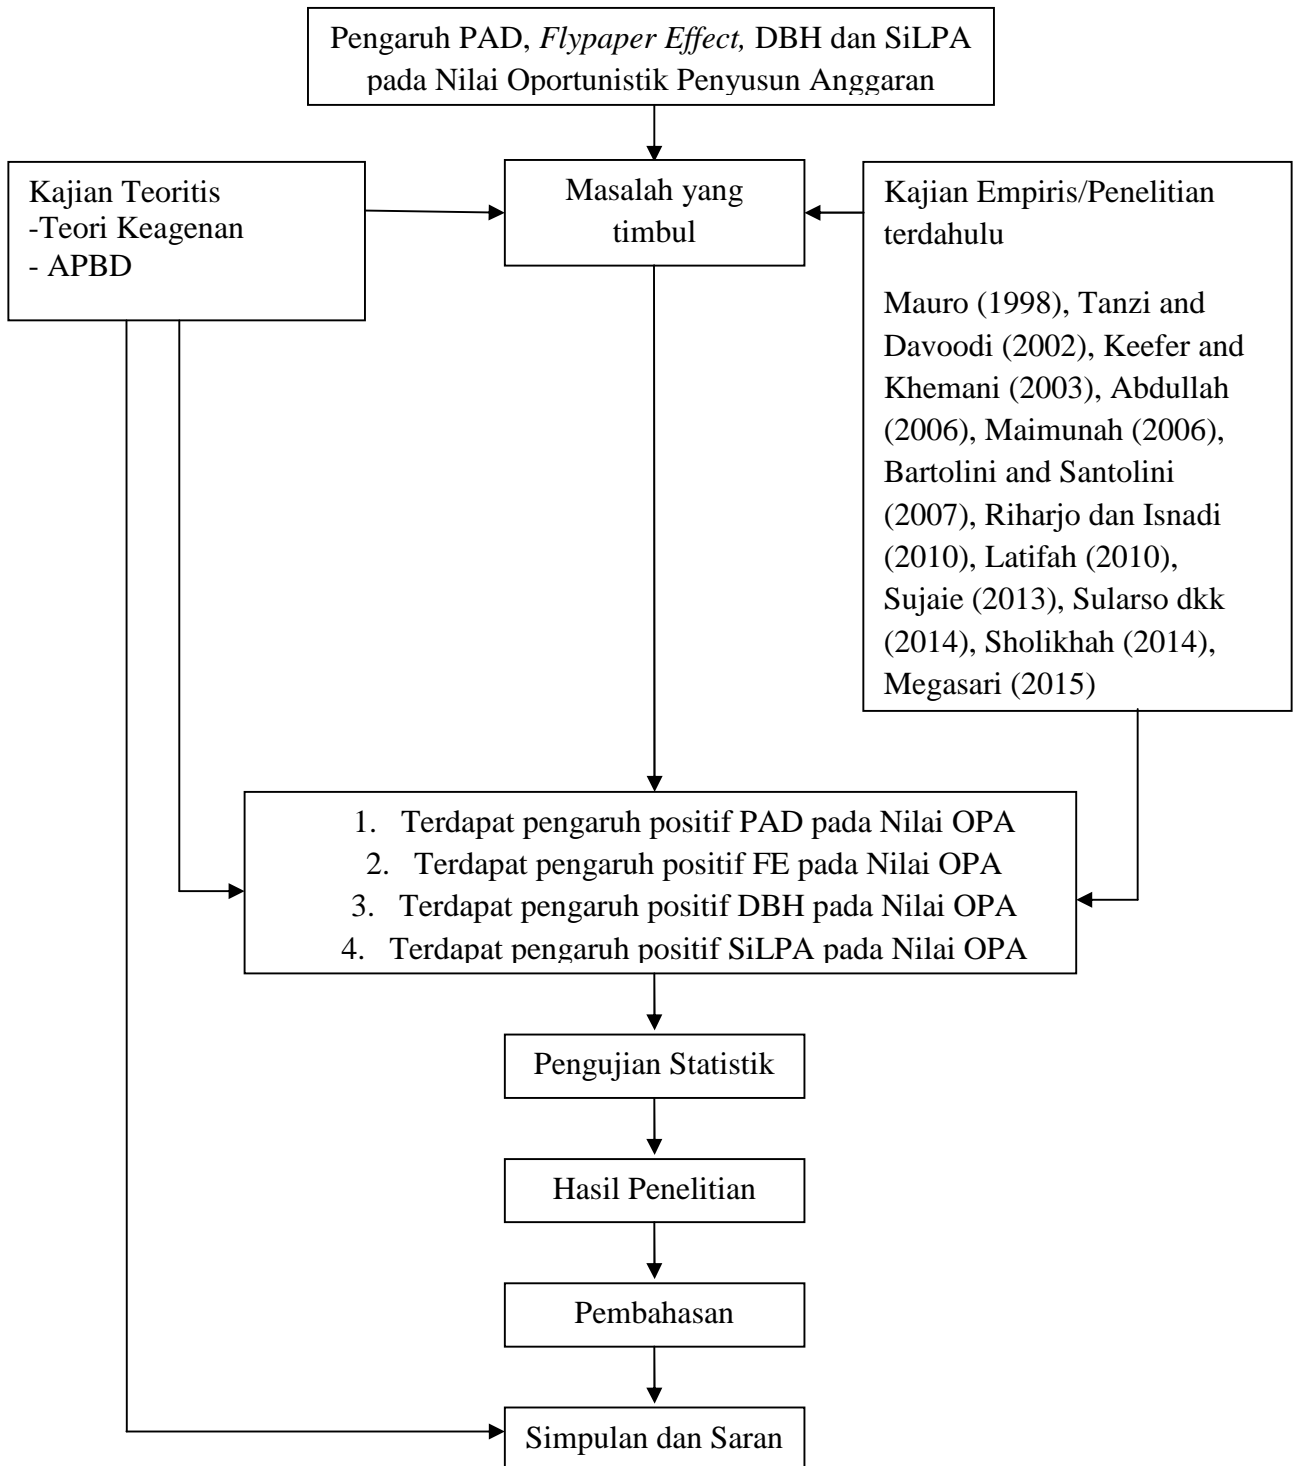 Pengaruh PAD, Flypaper Effect, DBH dan SiLPA
pada Nilai Oportunistik Penyusun Anggaran
Kajian Teoritis
-Teori Keagenan
- APBD
Masalah yang
timbul
Kajian Empiris/Penelitian
terdahulu
Mauro (1998), Tanzi and
Davoodi (2002), Keefer and
Khemani (2003), Abdullah
(2006), Maimunah (2006),
Bartolini and Santolini
(2007), Riharjo dan Isnadi
(2010), Latifah (2010),
Sujaie (2013), Sularso dkk
(2014), Sholikhah (2014),
Megasari (2015)
1. Terdapat pengaruh positif PAD pada Nilai OPA
2. Terdapat pengaruh positif FE pada Nilai OPA
3. Terdapat pengaruh positif DBH pada Nilai OPA
4. Terdapat pengaruh positif SiLPA pada Nilai OPA
Pengujian Statistik
Hasil Penelitian
Pembahasan
Simpulan dan Saran